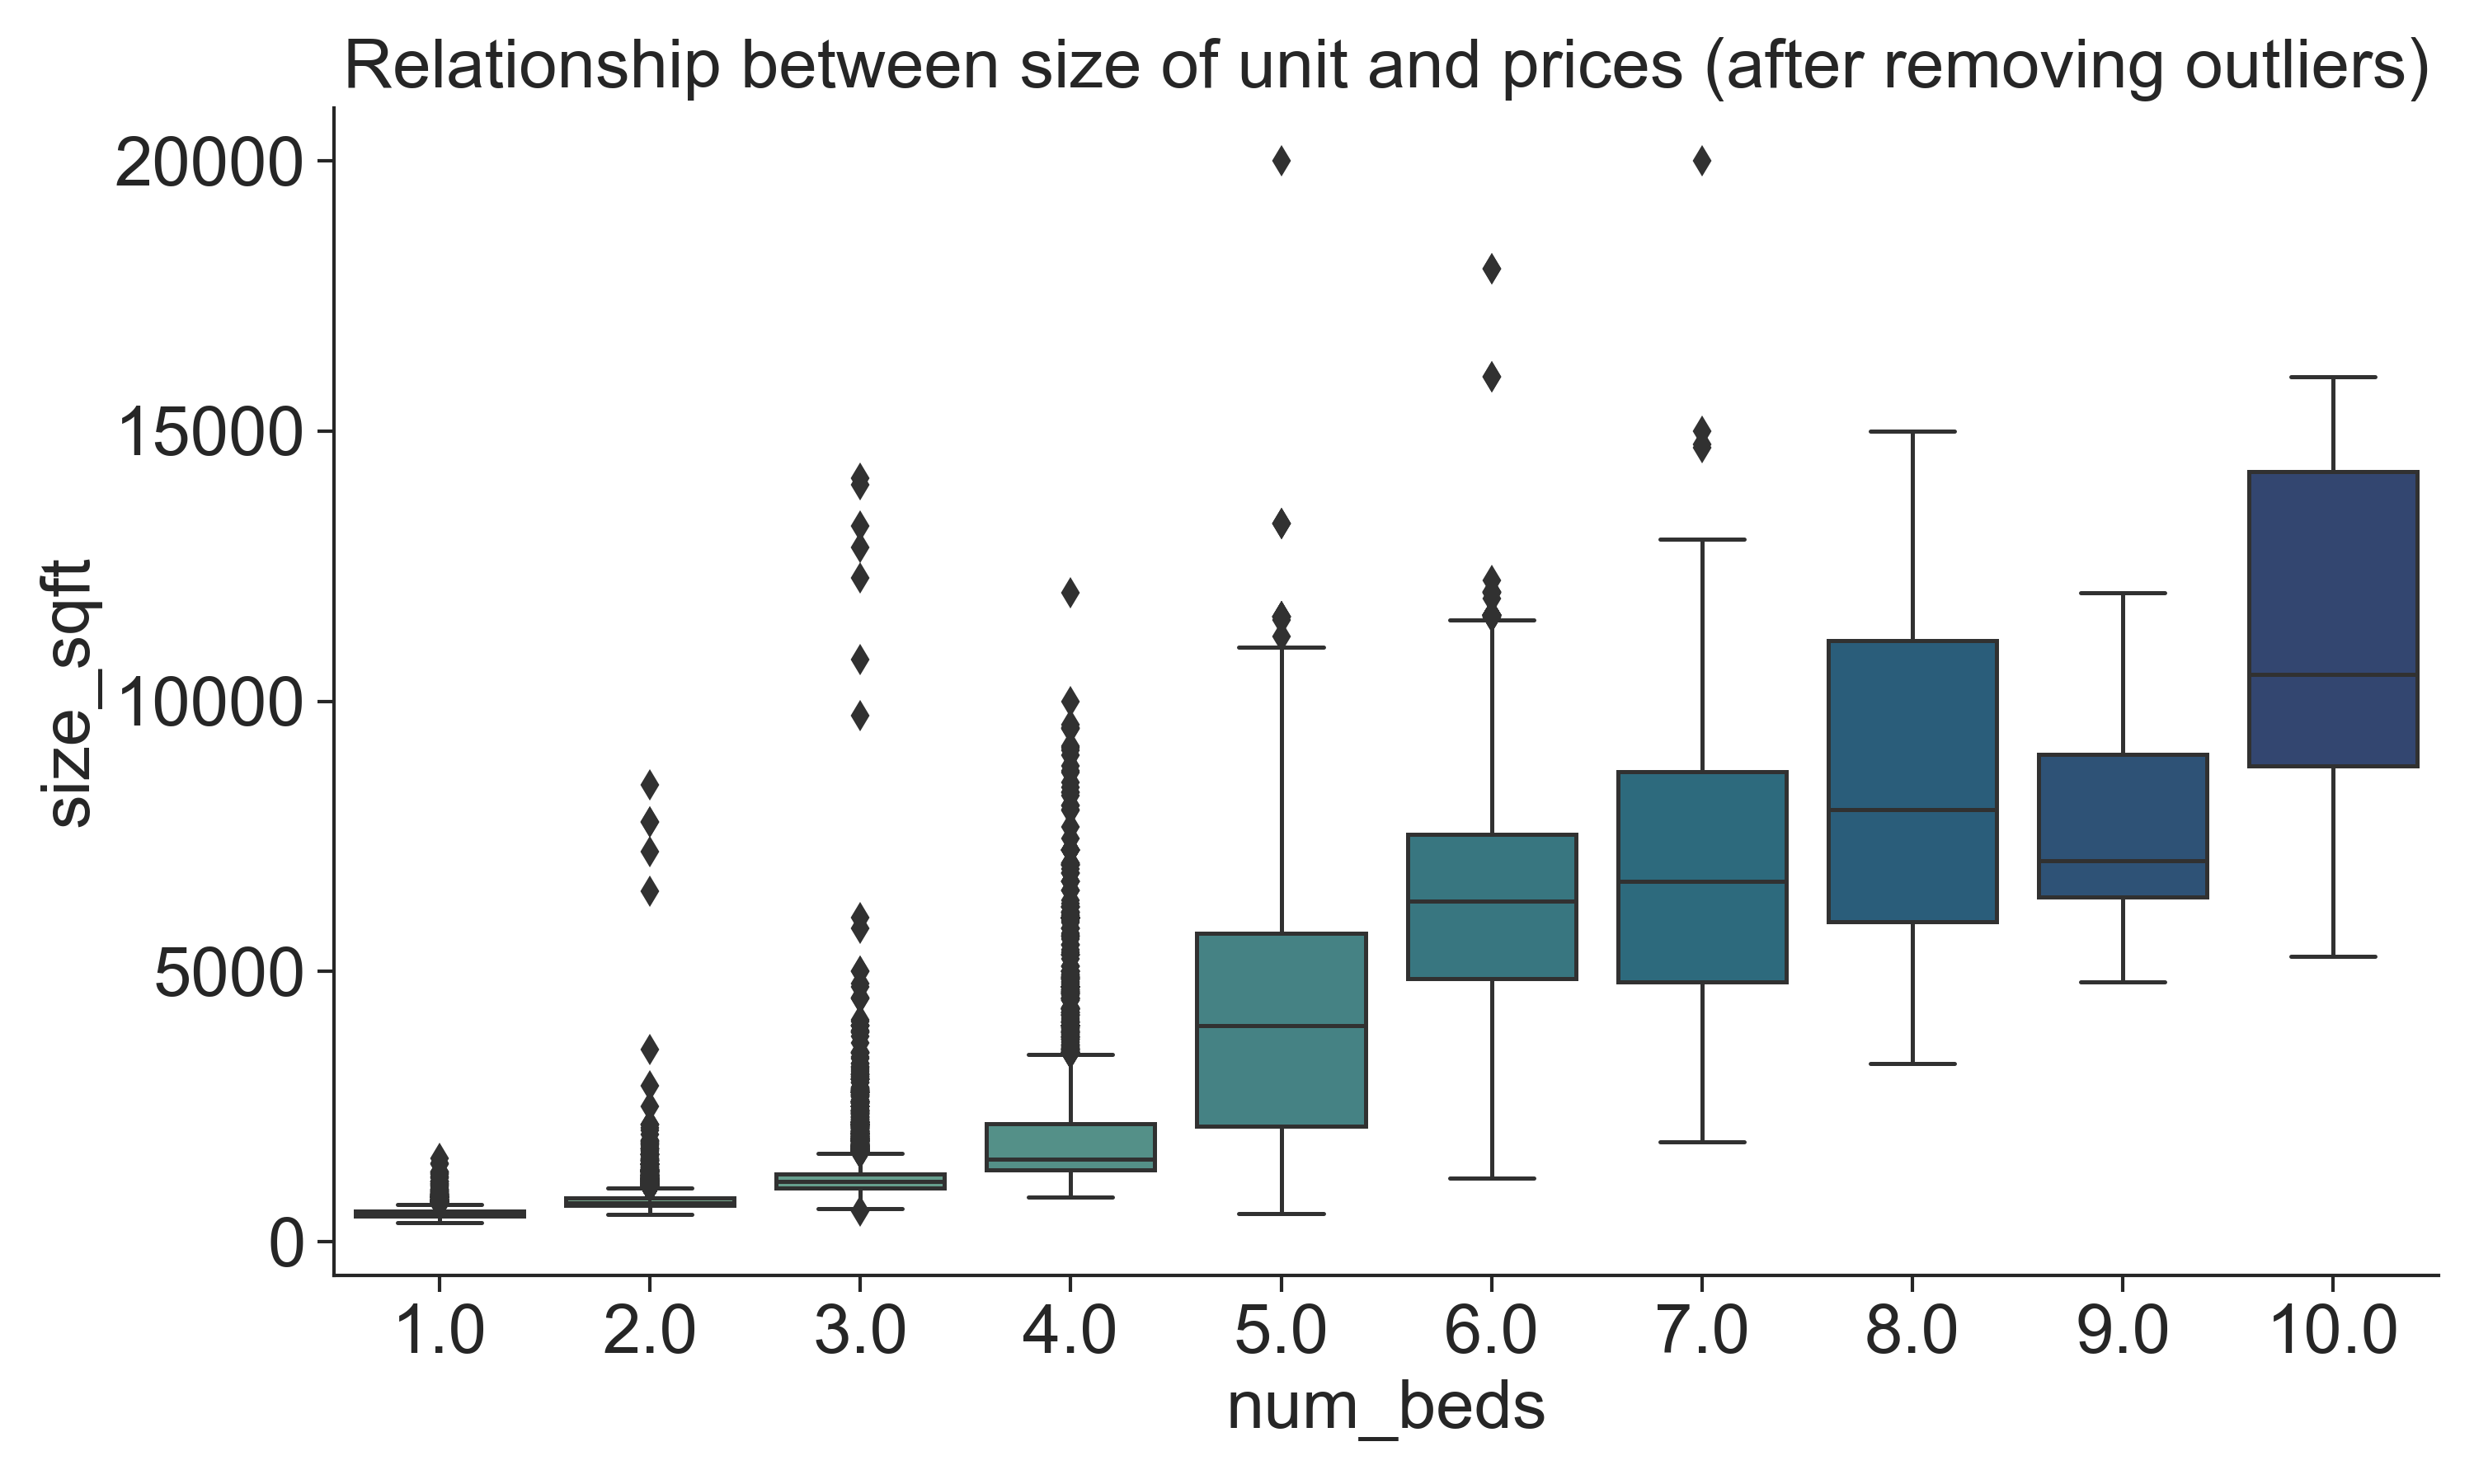 Relationship between size of unit and prices (after removing outliers)
20000
15000
10000
5000
0
size_sqft
1.0 2.0 3.0 4.0 5.0 6.0 7.0 8.0 9.0 10.0
num_beds